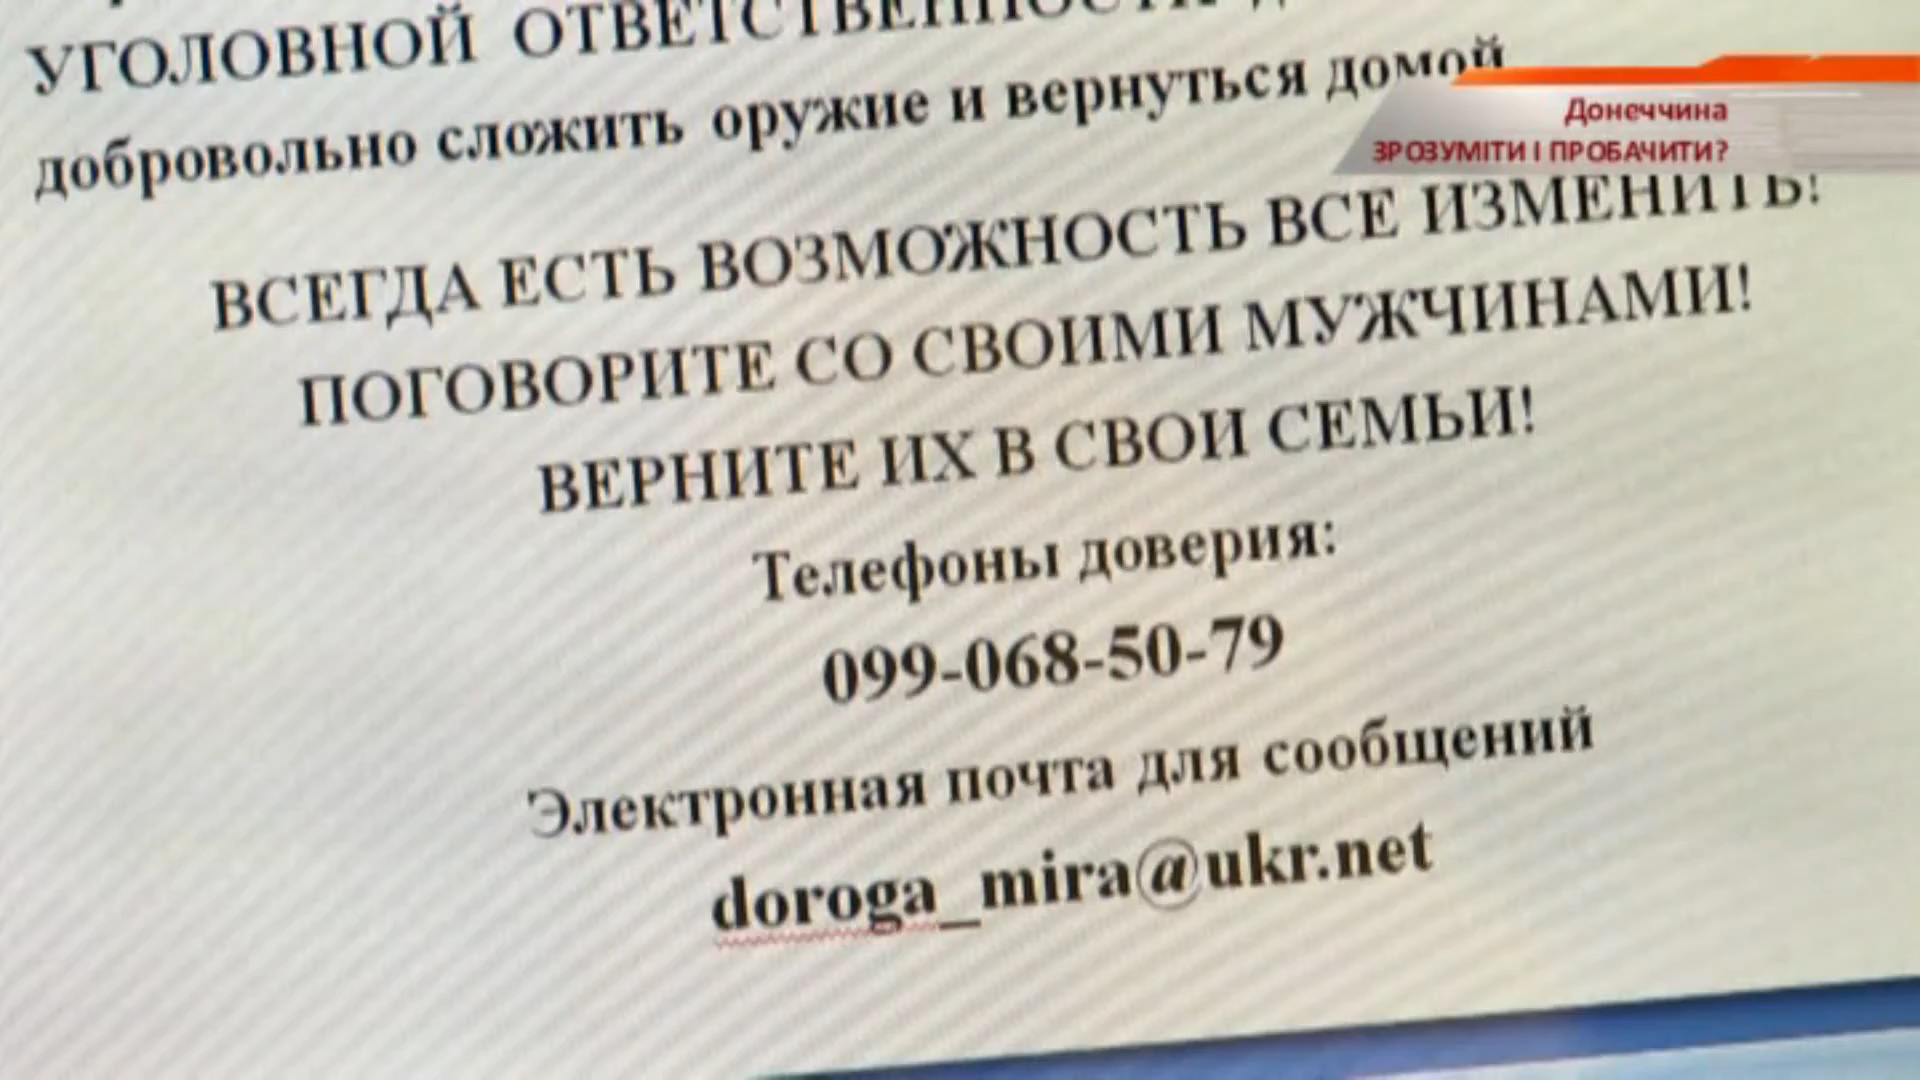 УГОЛОВНОЙ ОТВЕТСТВЕННОСТИ
добровольно сложить оружие и вернуться домой
Донеччина
ЗРОЗУМІТИ І ПРОБАЧИТИ?
ВСЕГДА ЕСТЬ ВОЗМОЖНОСТЬ ВСЕ ИЗМЕНИТЬ!
ПОГОВОРИТЕ СО СВОИМИ МУЖЧИНАМИ!
ВЕРНИТЕ ИХ В СВОИ СЕМЬИ!
Телефоны доверия:
099-068-50-79
Электронная почта для сообщений
doroga_mira@ukr.net